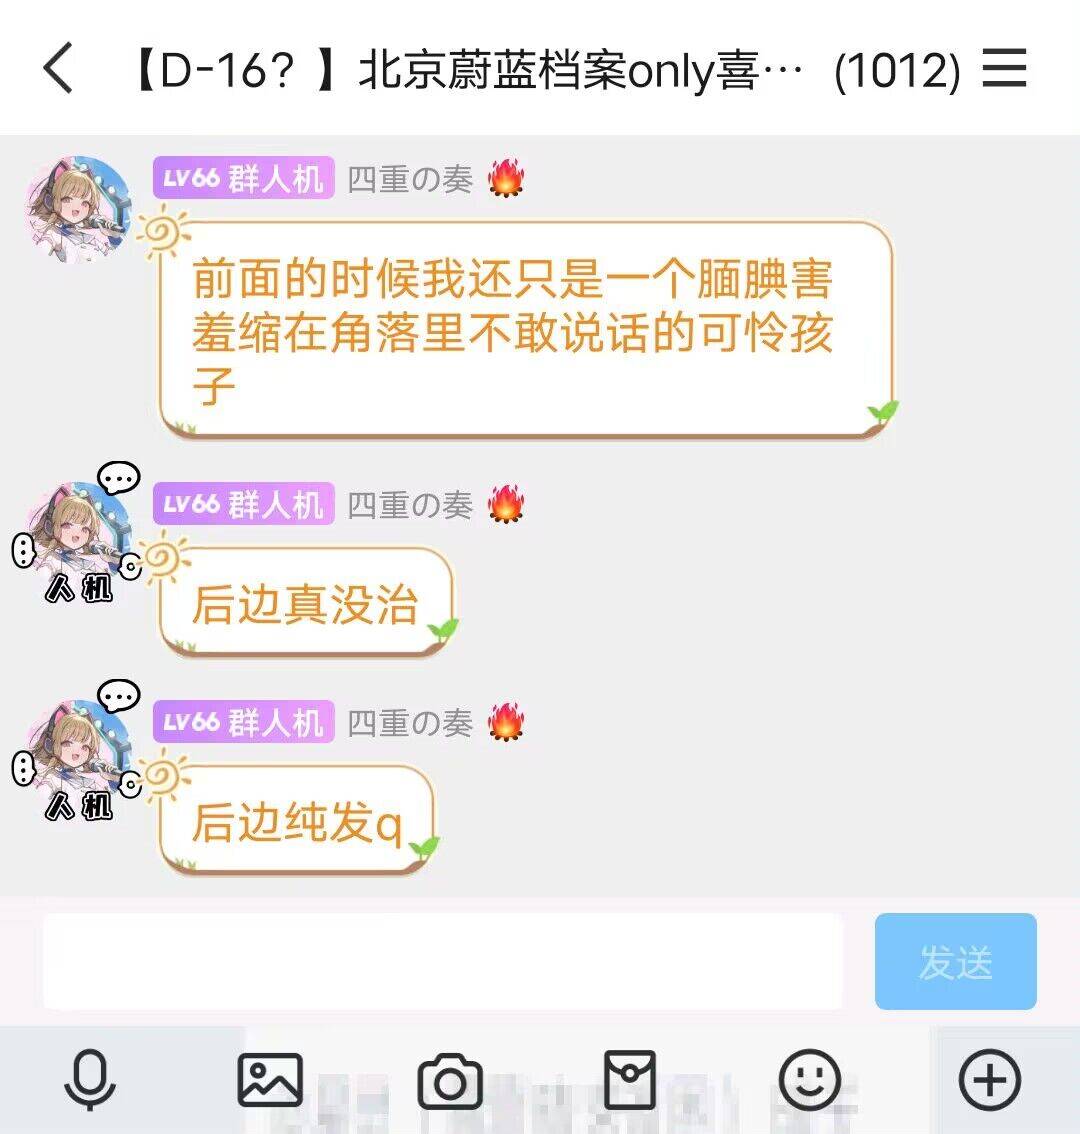 【D-16？】北京蔚蓝档案only喜… (1012)
LV66 群人机 四重の奏
前面的时候我还只是一个腼腆害
羞缩在角落里不敢说话的可怜孩
子
LV66 群人机 四重の奏
人机
后边真没治
LV66 群人机 四重の奏
人机
后边纯发q
发送